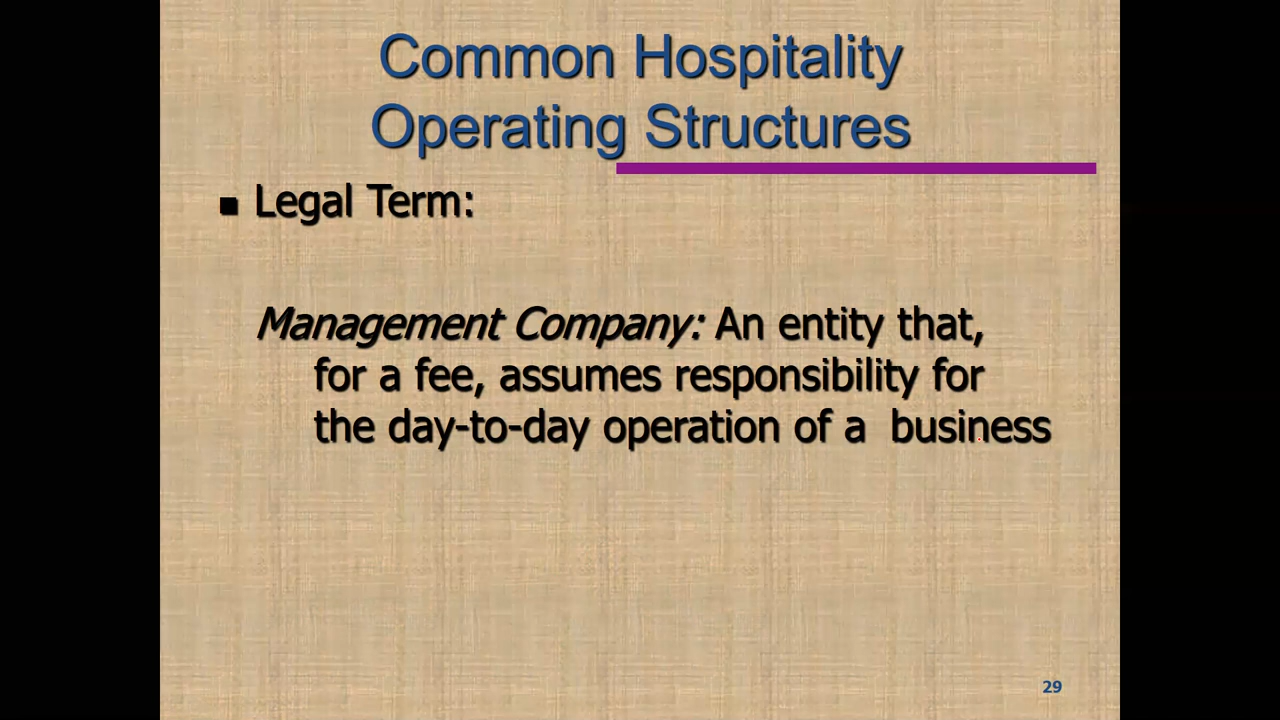 Common Hospitality
Operating Structures
Legal Term:
Management Company: An entity that,
for a fee, assumes responsibility for
the day-to-day operation of a business
29